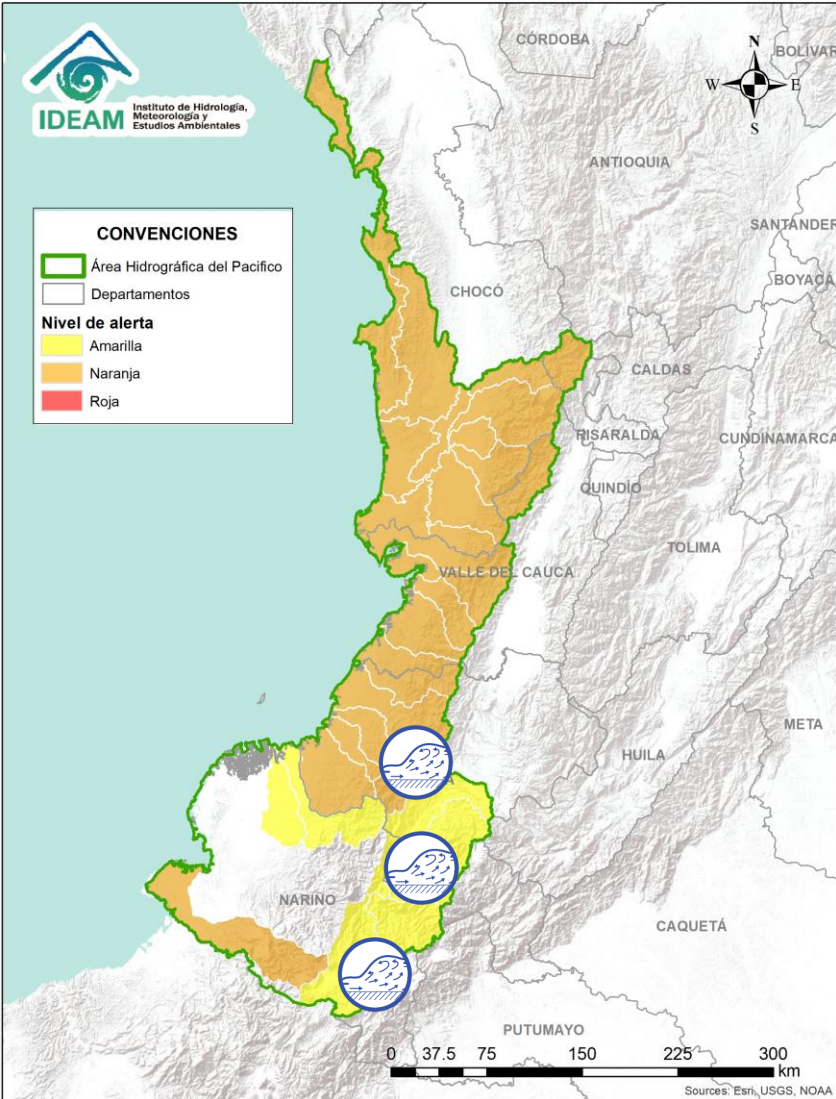 IDEAM
Instituto de Hidrología,
Meteorología y
Estudios Ambientales
CONVENCIONES
Área Hidrográfica del Pacifico
Departamentos
Nivel de alerta
Amarilla
Naranja
Roja
N
W E
S
CÓRDOBA
BOLÍVAR
ANTIOQUIA
SANTANDER
BOYACÁ
CHOCÓ
CALDAS
RISARALDA
CUNDINAMARCA
QUINDÍO
TOLIMA
VALLE DEL CAUCA
META
HUILA
NARIÑO
CAQUETÁ
PUTUMAYO
0 37.5 75 150 225 300
km
Sources: Esri, USGS, NOAA